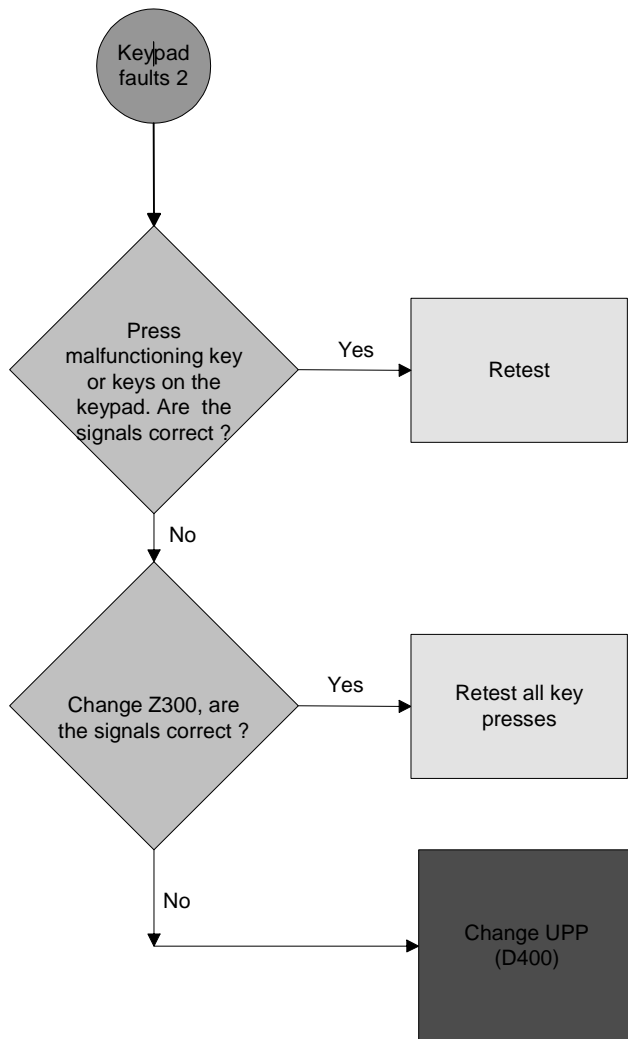 Keypad
faults 2
Press
malfunctioning key
or keys on the
keypad. Are the
signals correct ?
Yes
Retest
No
Change Z300, are
the signals correct ?
Yes
Retest all key
presses
No
Change UPP
(D400)